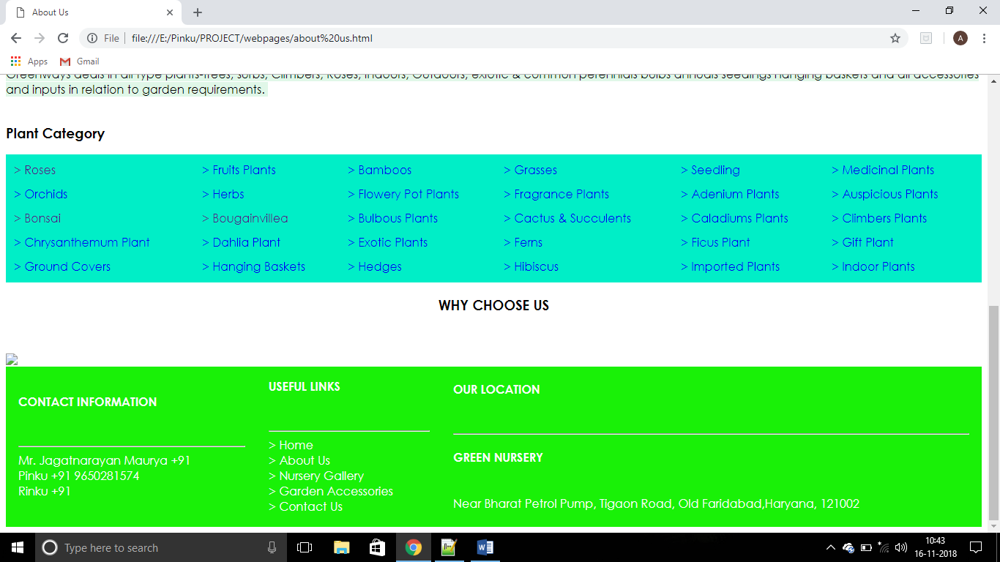 About Us
File
file:///E:/Pinku/PROJECT/webpages/about%20us.html
A
Apps
Gmail
Greenways deals in all type plants-trees, surbs, Climbers, Roses, Indoors, Outdoors, exiotic & common perennials bulbs annuals seedings hanging baskets and all accessories
and inputs in relation to garden requirements.
Plant Category
> Roses > Fruits Plants > Bamboos > Grasses > Seedling > Medicinal Plants
> Orchids > Herbs > Flowery Pot Plants > Fragrance Plants > Adenium Plants > Auspicious Plants
> Bonsai > Bougainvillea > Bulbous Plants > Cactus & Succulents > Caladiums Plants > Climbers Plants
> Chrysanthemum Plant > Dahlia Plant > Exotic Plants > Ferns > Ficus Plant > Gift Plant
> Ground Covers > Hanging Baskets > Hedges > Hibiscus > Imported Plants > Indoor Plants
WHY CHOOSE US
CONTACT INFORMATION
Mr. Jagatnarayan Maurya +91
Pinku +91 9650281574
Rinku +91
USEFUL LINKS
> Home
> About Us
> Nursery Gallery
> Garden Accessories
> Contact Us
OUR LOCATION
GREEN NURSERY
Near Bharat Petrol Pump, Tigaon Road, Old Faridabad,Haryana, 121002
Type here to search
10:43
16-11-2018